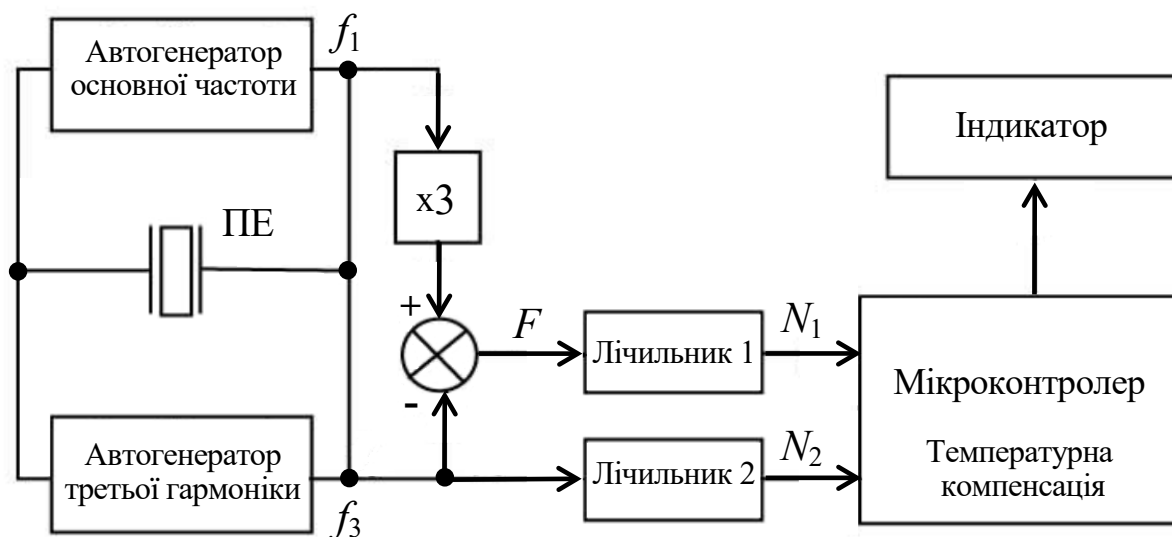 Автогенератор
основної частоти
f₁
х3
ПЕ
Індикатор
+
F
Лічильник 1
N₁
-
Мікроконтролер
Температурна
компенсація
Автогенератор
третьої гармоніки
f₃
Лічильник 2
N₂